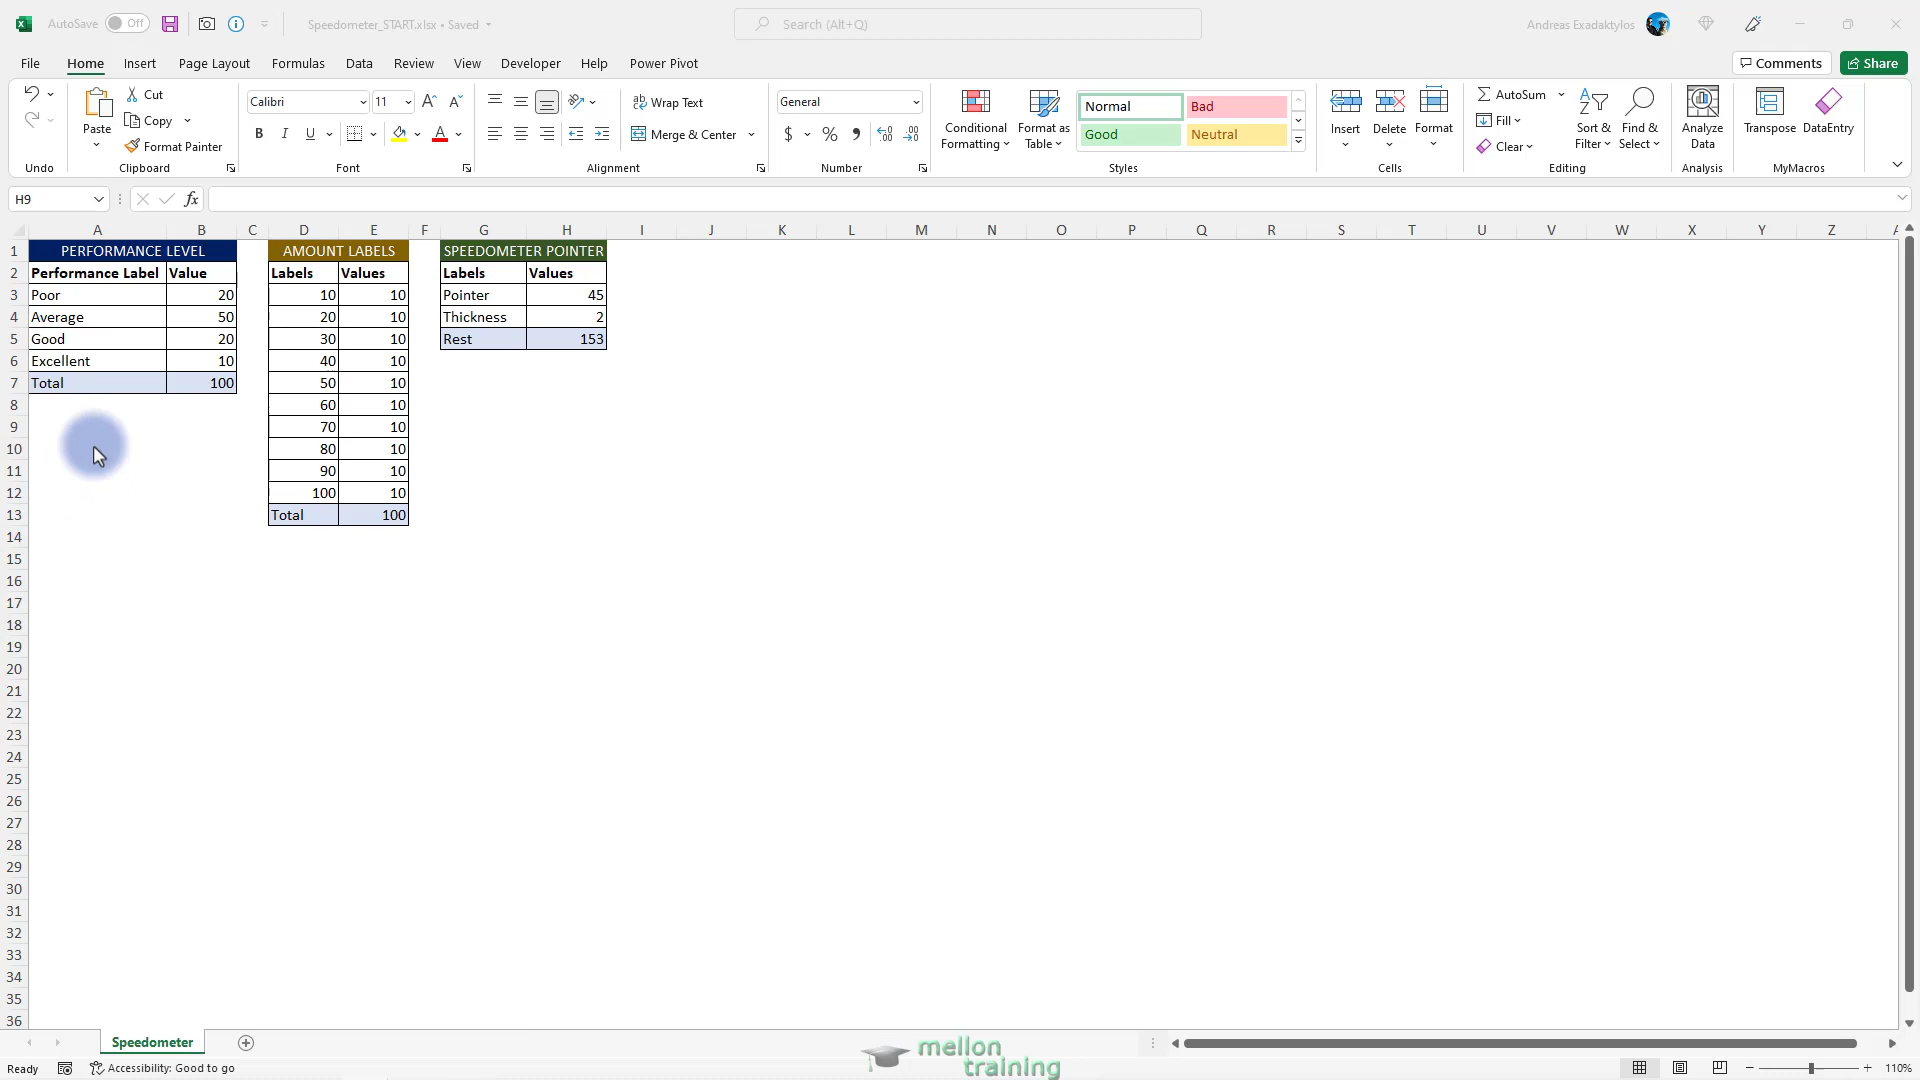 AutoSave Off Speedometer_START.xlsx • Saved Search (Alt+Q) Andreas Exadaktylos
File Home Insert Page Layout Formulas Data Review View Developer Help Power Pivot Comments Share
Undo
Paste
Cut
Copy
Format Painter
Clipboard
Calibri 11
B I U A
Font
Wrap Text
Merge & Center
Alignment
General
$ % ,
Number
Conditional Formatting
Format as Table
Normal Bad
Good Neutral
Styles
Insert Delete Format
Cells
AutoSum
Fill
Clear
Sort & Filter
Find & Select
Editing
Analyze Data
Analysis
Transpose DataEntry
MyMacros
H9 fx
A B C D E F G H I J K L M N O P Q R S T U V W X Y Z
1 PERFORMANCE LEVEL AMOUNT LABELS SPEEDOMETER POINTER
2 Performance Label Value Labels Values Labels Values
3 Poor 20 10 10 Pointer 45
4 Average 50 20 10 Thickness 2
5 Good 20 30 10 Rest 153
6 Excellent 10 40 10
7 Total 100 50 10
8 60 10
9 70 10
10 80 10
11 90 10
12 100 10
13 Total 100
14
15
16
17
18
19
20
21
22
23
24
25
26
27
28
29
30
31
32
33
34
35
36
Speedometer
mellon
training
Ready Accessibility: Good to go 110%